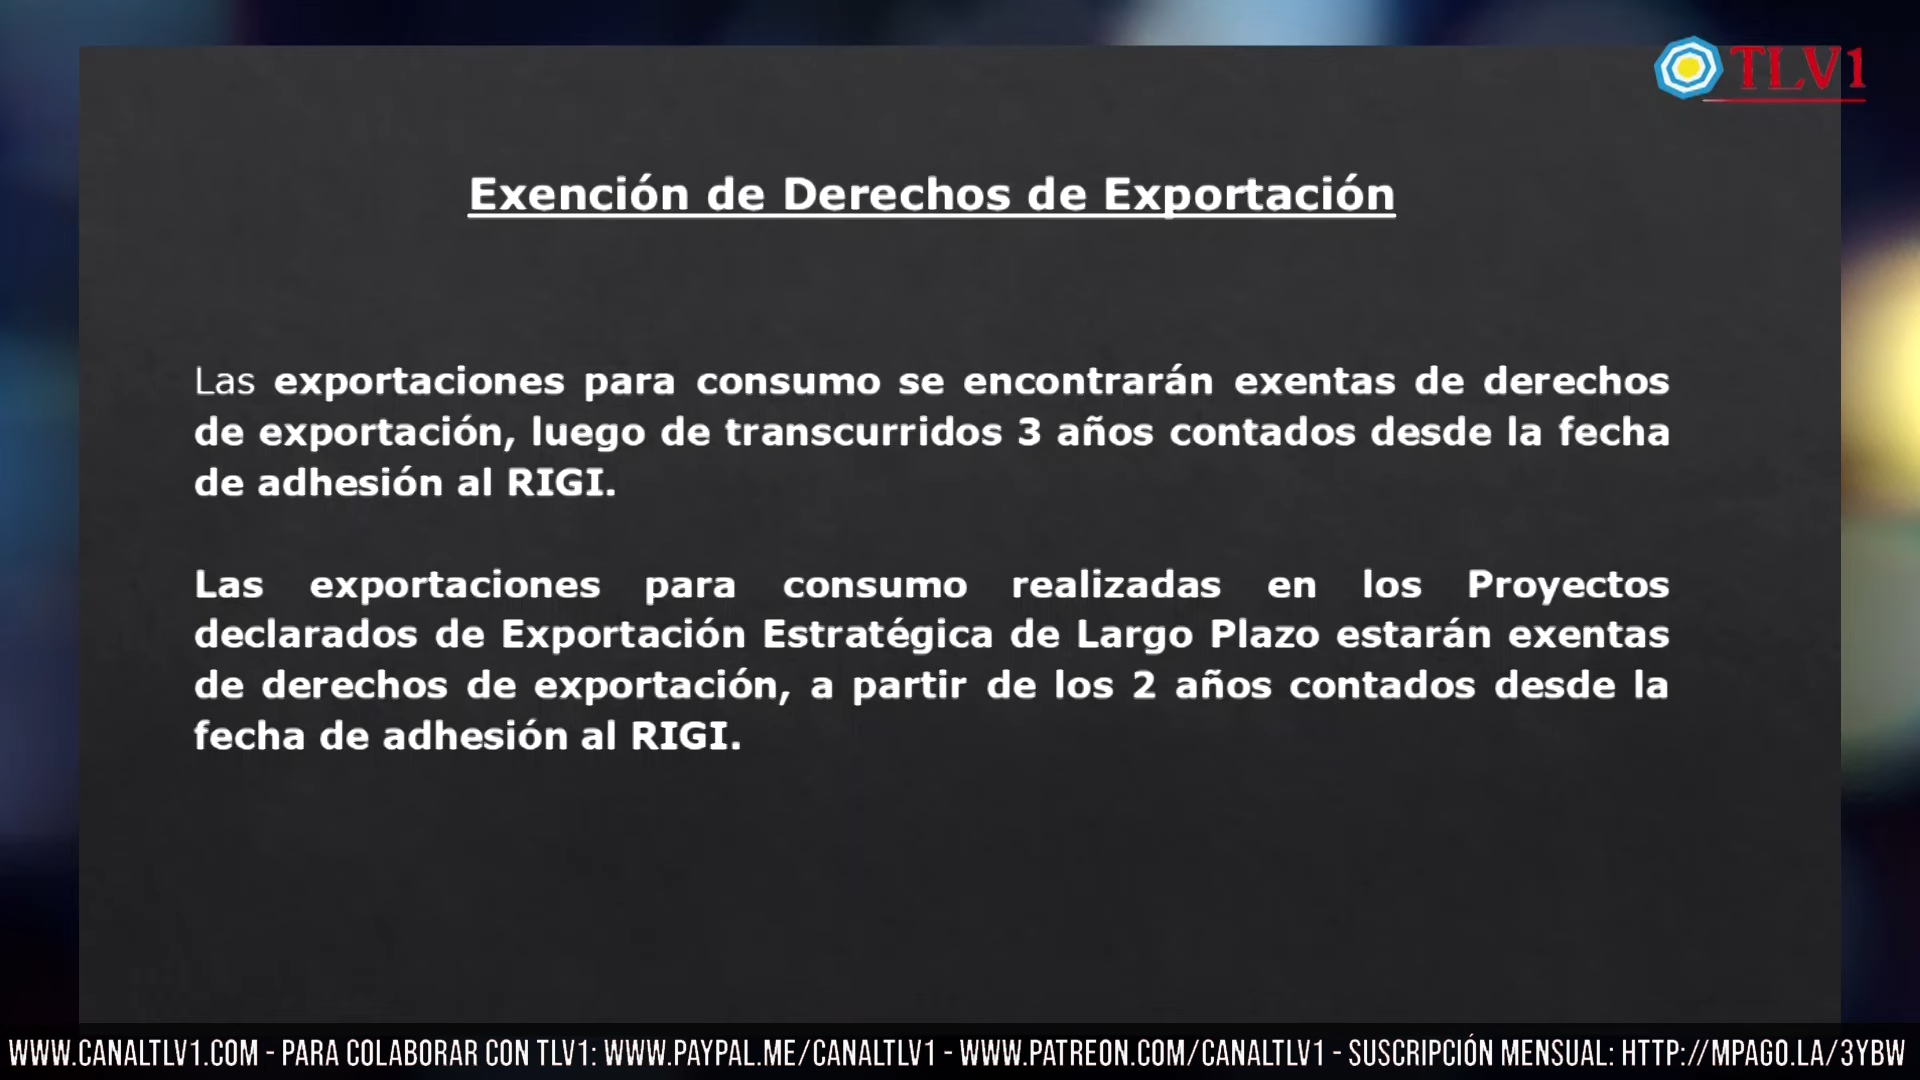 TLV1
Exención de Derechos de Exportación
Las exportaciones para consumo se encontrarán exentas de derechos
de exportación, luego de transcurridos 3 años contados desde la fecha
de adhesión al RIGI.
Las exportaciones para consumo realizadas en los Proyectos
declarados de Exportación Estratégica de Largo Plazo estarán exentas
de derechos de exportación, a partir de los 2 años contados desde la
fecha de adhesión al RIGI.
WWW.CANALTLV1.COM - PARA COLABORAR CON TLV1: WWW.PAYPAL.ME/CANALTLV1 - WWW.PATREON.COM/CANALTLV1 - SUSCRIPCIÓN MENSUAL: HTTP://MPAGO.LA/3YBW